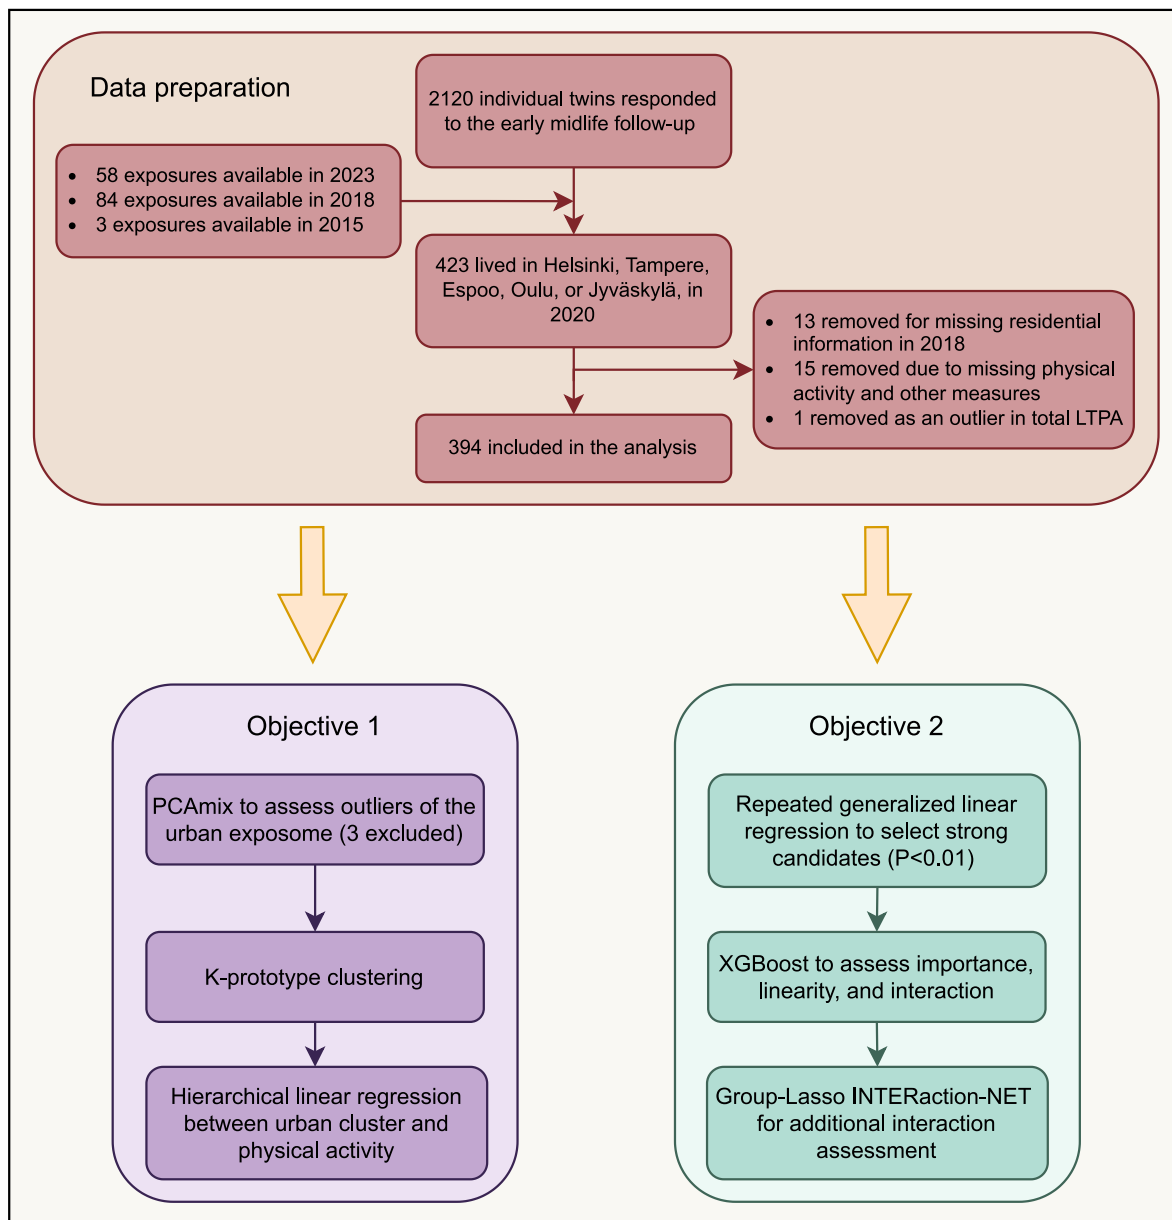 Data preparation
2120 individual twins responded
to the early midlife follow-up
• 58 exposures available in 2023
• 84 exposures available in 2018
• 3 exposures available in 2015
423 lived in Helsinki, Tampere,
Espoo, Oulu, or Jyväskylä, in
2020
• 13 removed for missing residential
information in 2018
• 15 removed due to missing physical
activity and other measures
• 1 removed as an outlier in total LTPA
394 included in the analysis
Objective 1
PCAmix to assess outliers of the
urban exposome (3 excluded)
K-prototype clustering
Hierarchical linear regression
between urban cluster and
physical activity
Objective 2
Repeated generalized linear
regression to select strong
candidates (P<0.01)
XGBoost to assess importance,
linearity, and interaction
Group-Lasso INTERaction-NET
for additional interaction
assessment